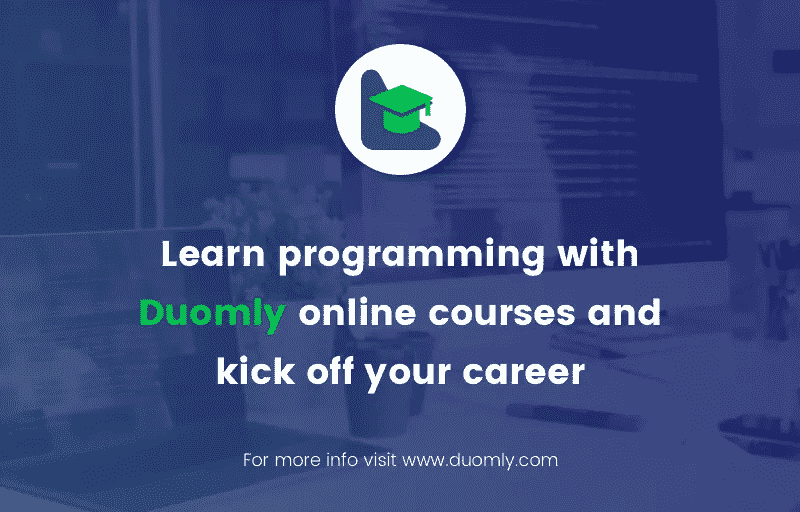 Learn programming with
Duomly online courses and
kick off your career
For more info visit www.duomly.com